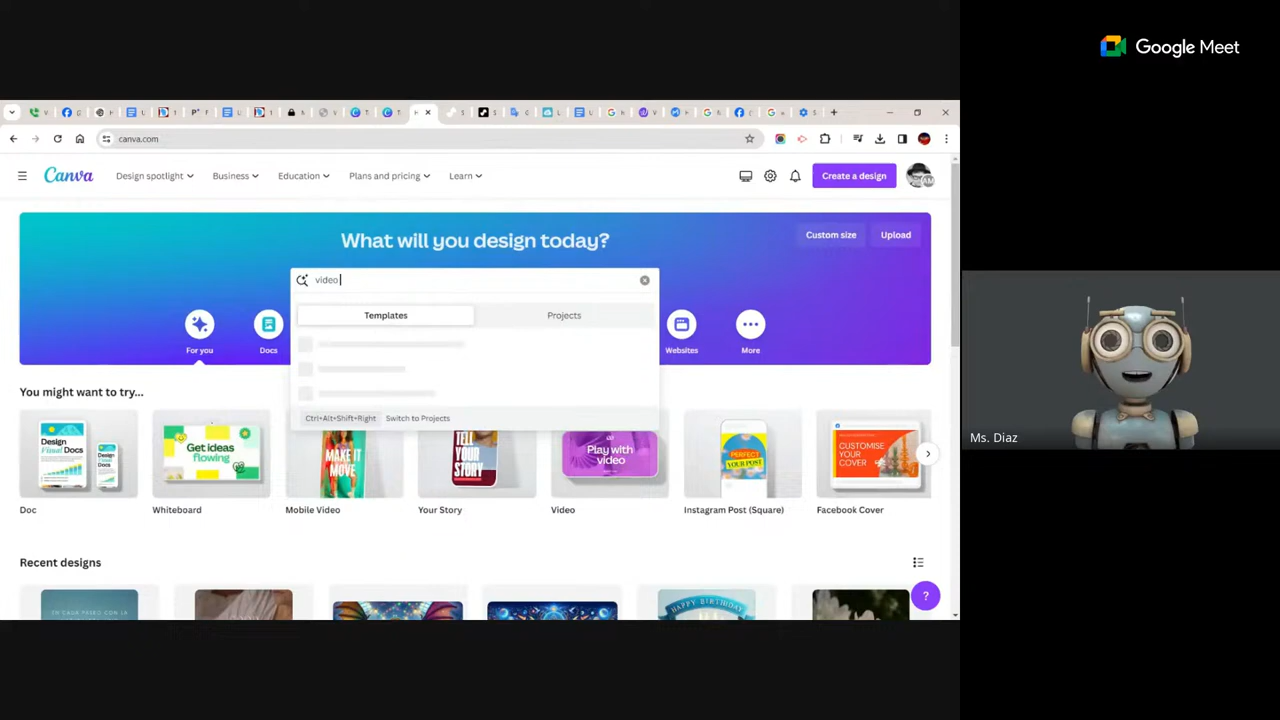 Google Meet
canva.com
Canva
Design spotlight
Business
Education
Plans and pricing
Learn
Create a design
AM
What will you design today?
Custom size
Upload
video
Templates
Projects
For you
Docs
Websites
More
Ctrl+Alt+Shift+Right
Switch to Projects
You might want to try...
Design
Visual Docs
Get ideas
flowing
MAKE IT
MOVE
TELL
YOUR
STORY
Play with
video
PERFECT
YOUR POST
CUSTOMISE
YOUR
COVER
Doc
Whiteboard
Mobile Video
Your Story
Video
Instagram Post (Square)
Facebook Cover
Recent designs
HAPPY BIRTHDAY
?
Ms. Diaz